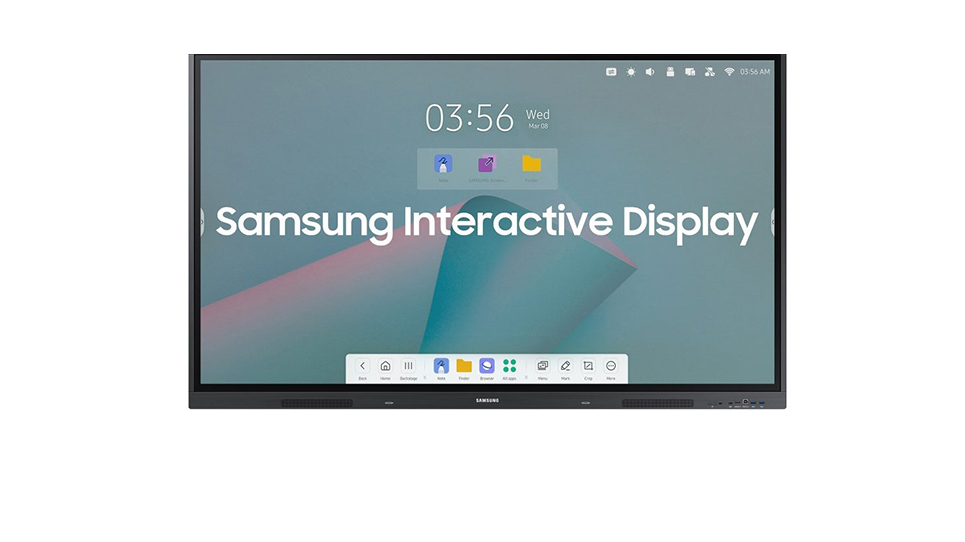 03:56 AM
03:56 Wed
Mar 08
Samsung Interactive Display
Back Home Note Finder Browser All apps Menu Mark Crop More
SAMSUNG